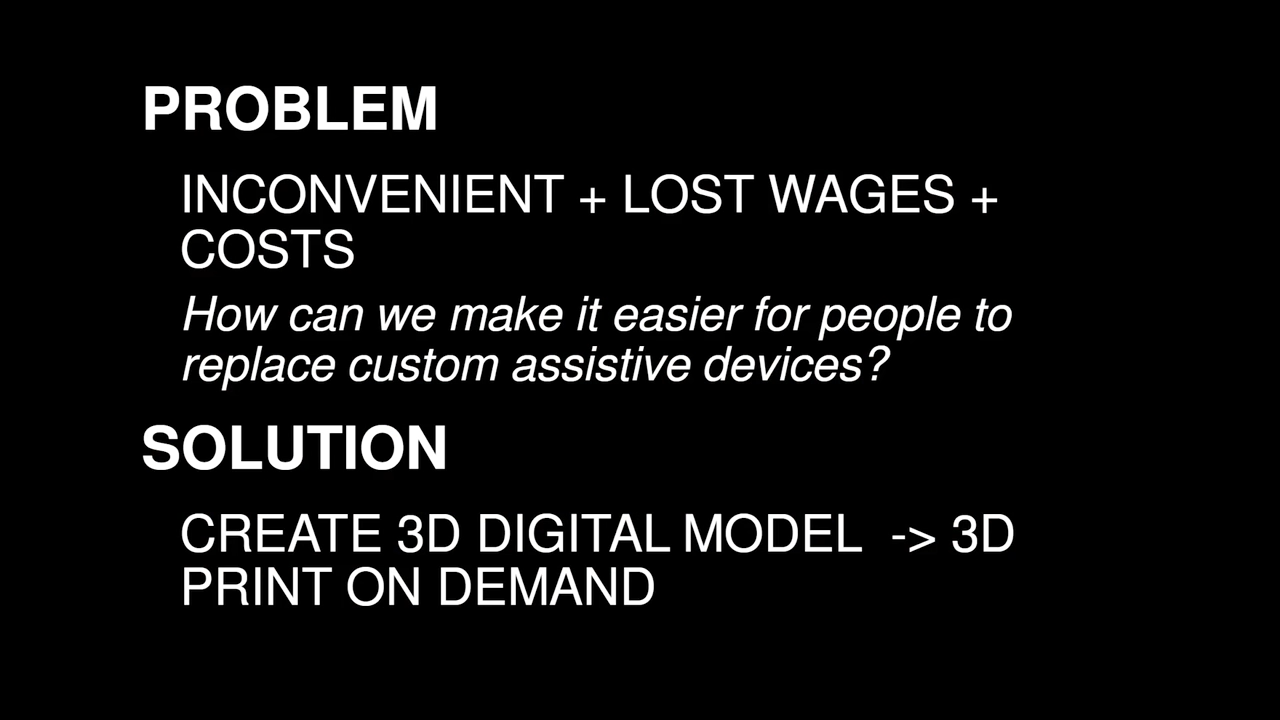 PROBLEM
INCONVENIENT + LOST WAGES +
COSTS
How can we make it easier for people to
replace custom assistive devices?
SOLUTION
CREATE 3D DIGITAL MODEL  -> 3D
PRINT ON DEMAND